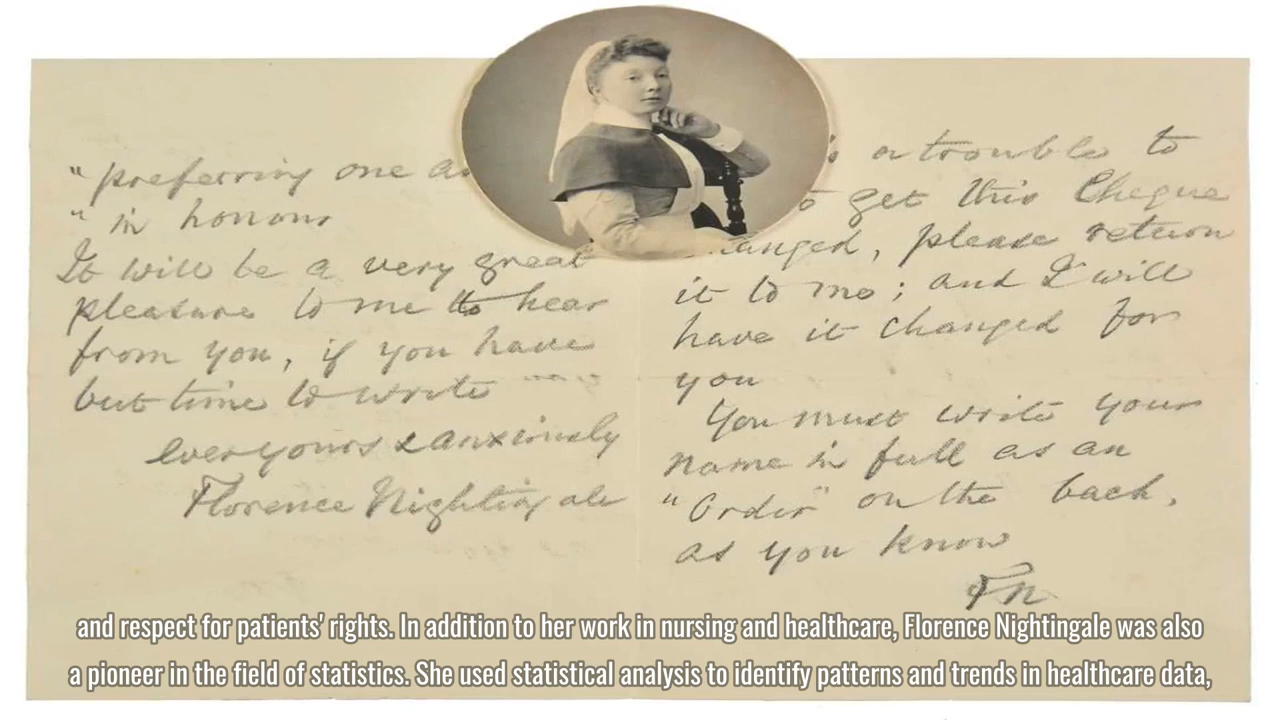 "preferring one a
" in honour
It will be a very great
pleasure to me to hear
from you, if you have
but time to write
ever yours & anxiously
Florence Nightingale
a trouble to
to get this Cheque
changed, please return
it to me; and I will
have it changed for
you
You must write your
name in full as an
"Order" on the back,
as you know
FN
and respect for patients' rights. In addition to her work in nursing and healthcare, Florence Nightingale was also
a pioneer in the field of statistics. She used statistical analysis to identify patterns and trends in healthcare data,